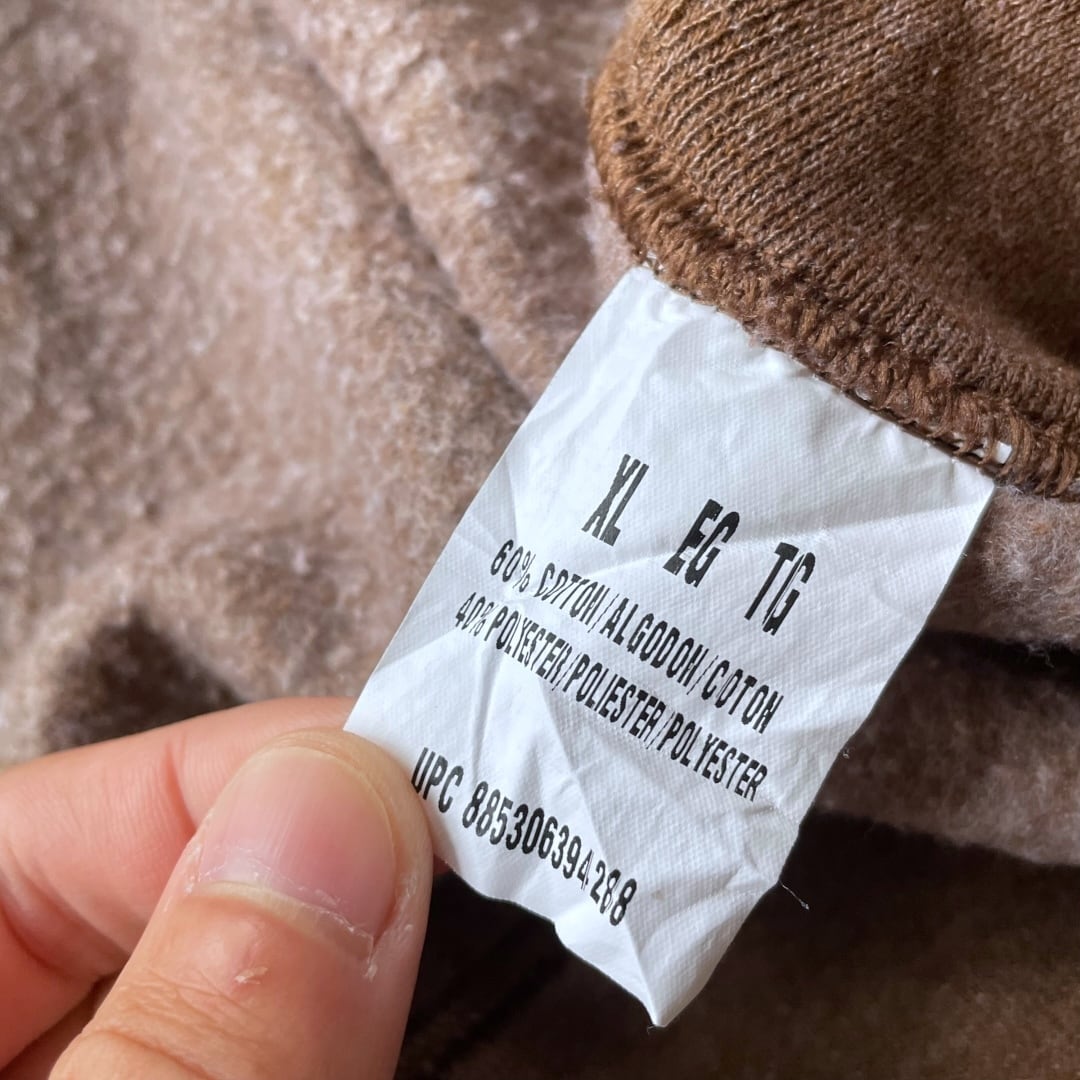 XL EG TG
60% COTTON/ALGODON/COTON
40% POLYESTER/POLIESTER/POLYESTER
UPC 885306394288